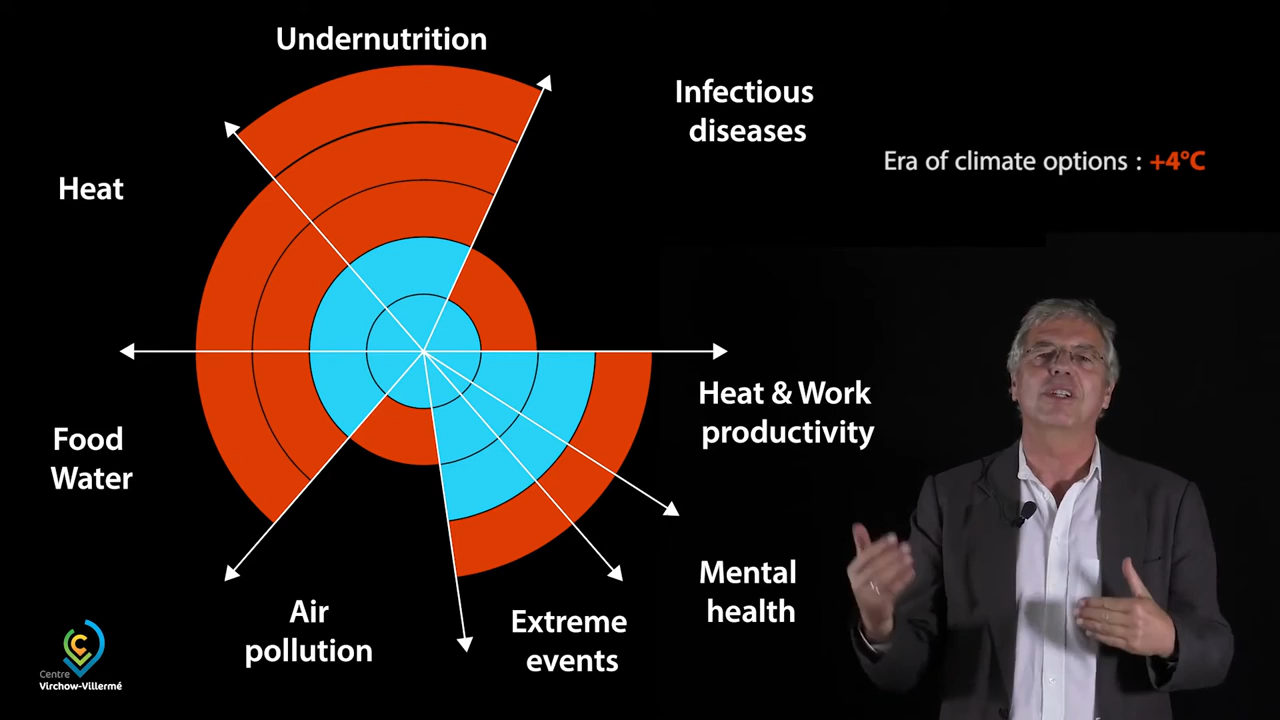 Undernutrition
Infectious
diseases
Era of climate options : +4°C
Heat
Heat & Work
productivity
Food
Water
Mental
health
Air
pollution
Extreme
events
Centre
Virchow-Villermé